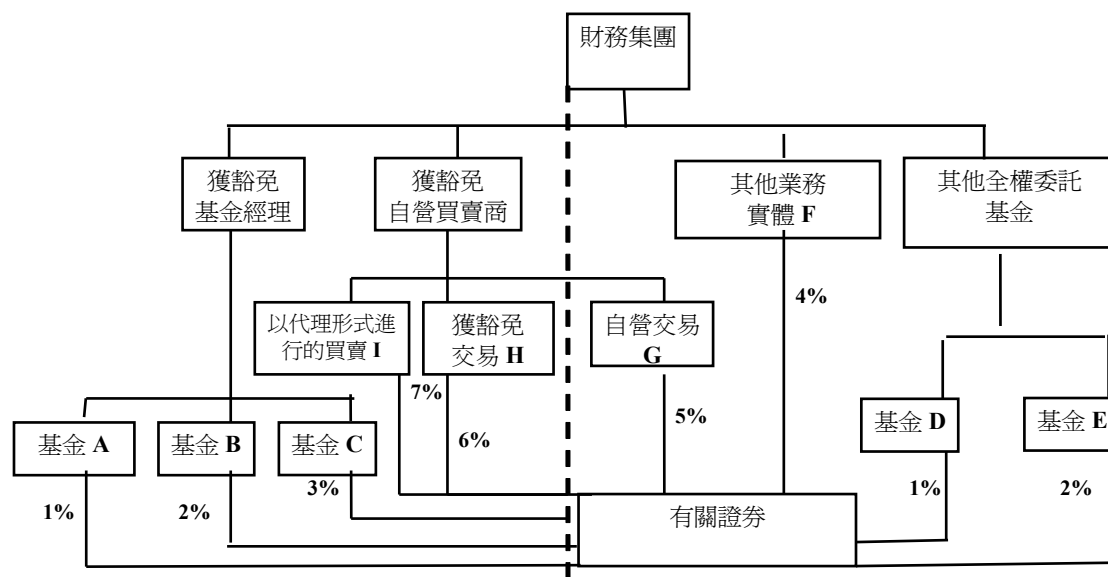 財務集團
獲豁免
基金經理
獲豁免
自營買賣商
其他業務
實體 F
其他全權委託
基金
4%
以代理形式進
行的買賣 I
獲豁免
交易 H
自營交易
G
7%
6%
5%
基金 A
基金 B
基金 C
基金 D
基金 E
1%
2%
3%
有關證券
1%
2%